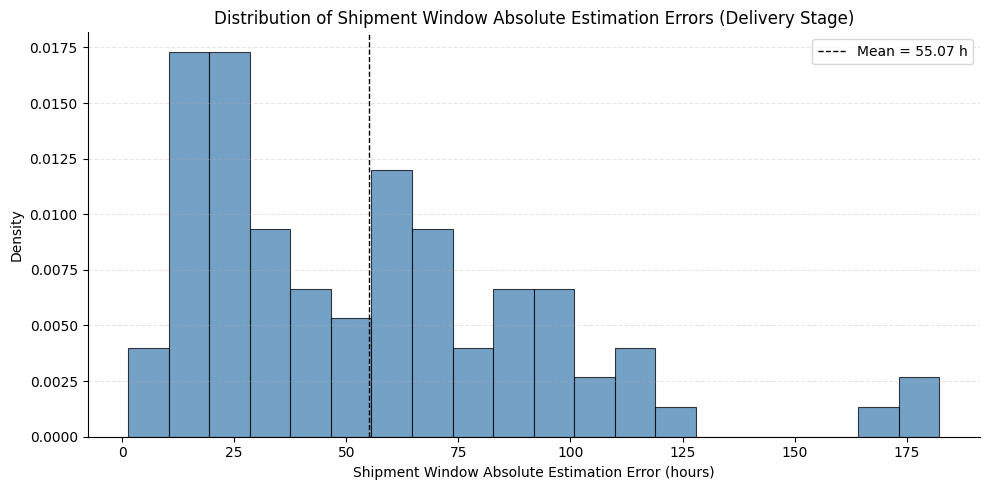 Distribution of Shipment Window Absolute Estimation Errors (Delivery Stage)
Mean = 55.07 h
0.0175
0.0150
0.0125
0.0100
0.0075
0.0050
0.0025
0.0000
Density
0 25 50 75 100 125 150 175
Shipment Window Absolute Estimation Error (hours)